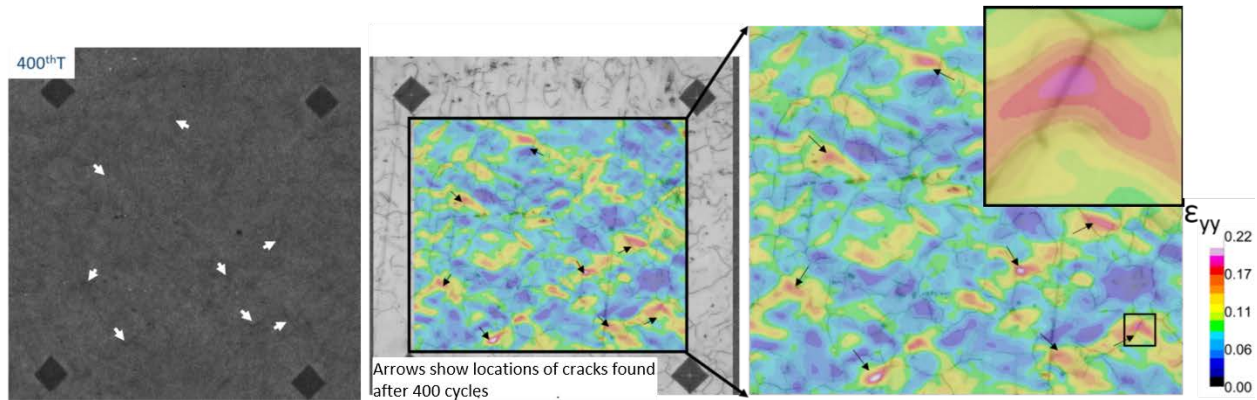 400thT
Arrows show locations of cracks found
after 400 cycles
εyy
0.22
0.17
0.11
0.06
0.00